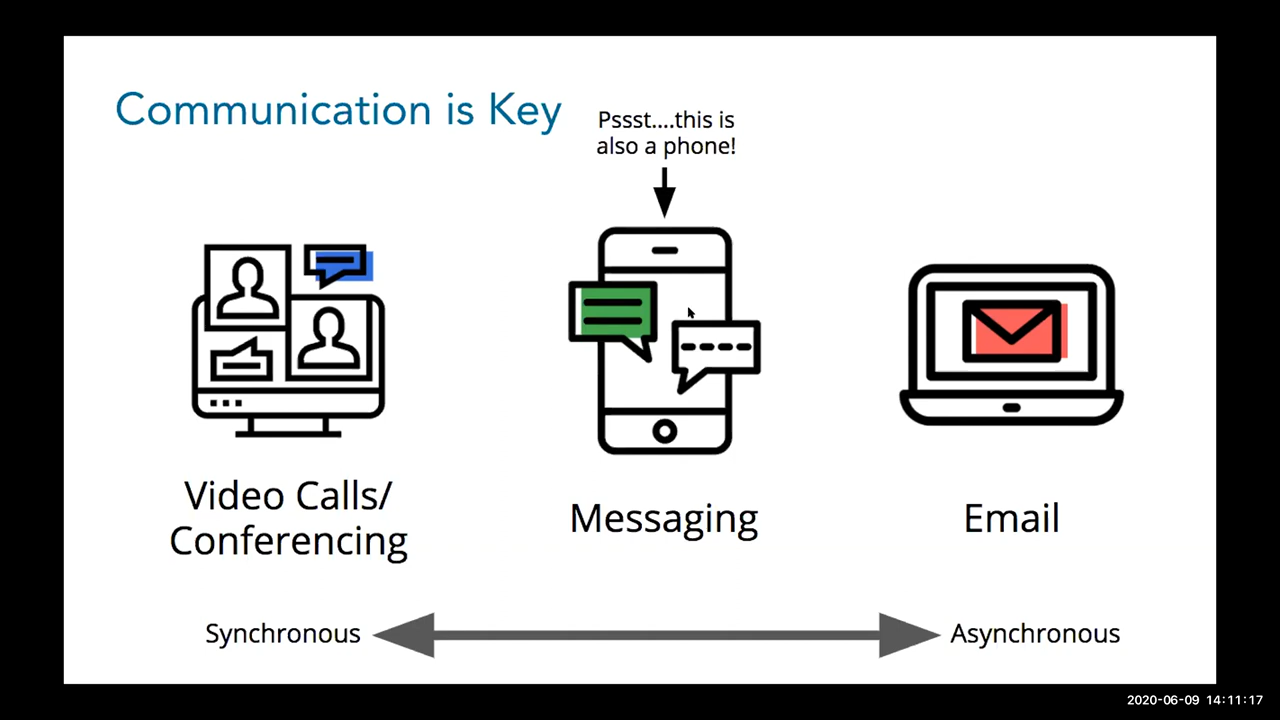 Communication is Key
Pssst....this is
also a phone!
Video Calls/
Conferencing
Messaging
Email
Synchronous
Asynchronous
2020-06-09 14:11:17